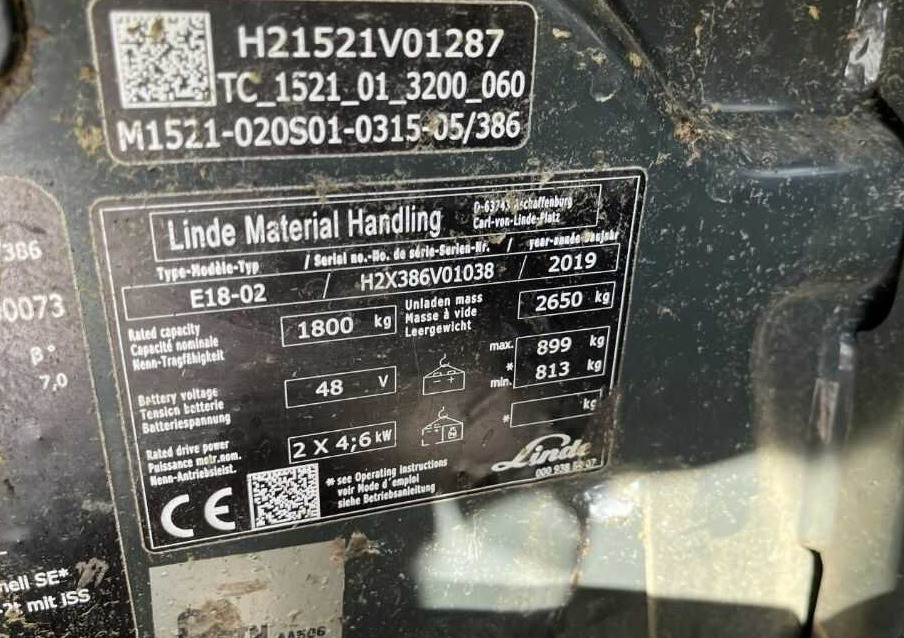 H21521V01287
TC_1521_01_3200_060
M1521-020S01-0315-05/386
Linde Material Handling
D-63743 Aschaffenburg
Carl-von-Linde-Platz
Type-Modèle-Typ / Serial no.-No. de série-Serien-Nr. / year-année-Baujahr
E18-02 / H2X386V01038 / 2019
Rated capacity
Capacité nominale
Nenn-Tragfähigkeit
1800 kg
Unladen mass
Masse à vide
Leergewicht
2650 kg
Battery voltage
Tension batterie
Batteriespannung
48 V
max. 899 kg
*
min. 813 kg
Rated drive power
Puissance motr.nom.
Nenn-Antriebsleist.
2 X 4;6 kW
* kg
CE
* see Operating Instructions
voir Mode d'emploi
siehe Betriebsanleitung
Linde
/386
0073
β°
7,0
SE*
mit ISS